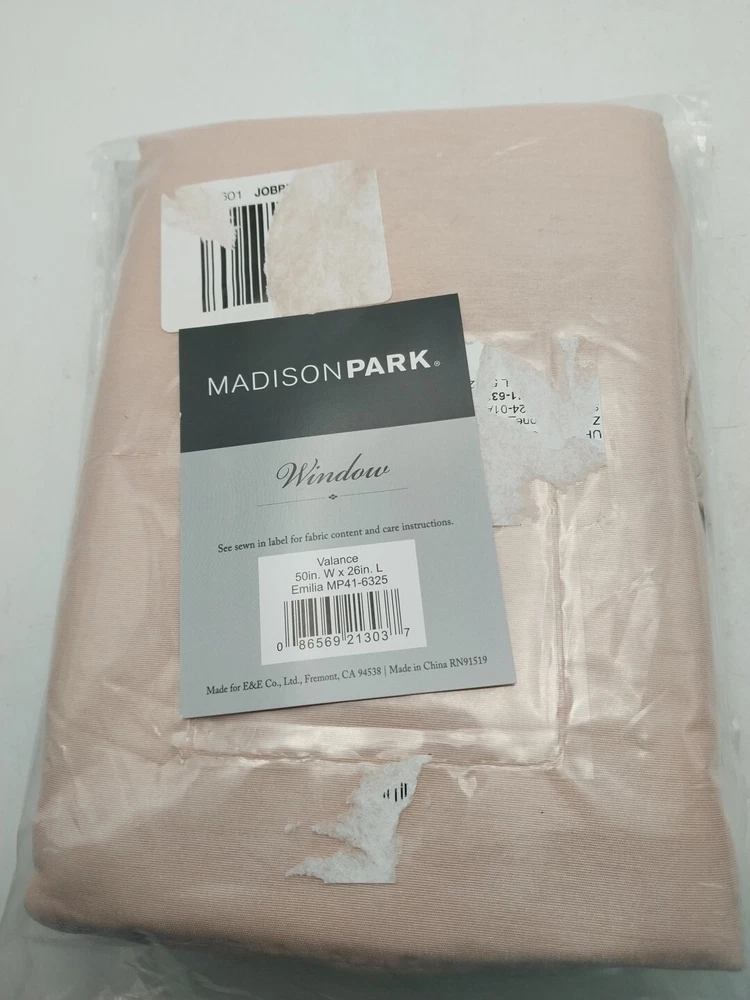 JOBB
MADISONPARK®
Window
See sewn in label for fabric content and care instructions.
Valance
50in. W x 26in. L
Emilia MP41-6325
0 86569 21303 7
Made for E&E Co., Ltd., Fremont, CA 94538 | Made in China RN91519